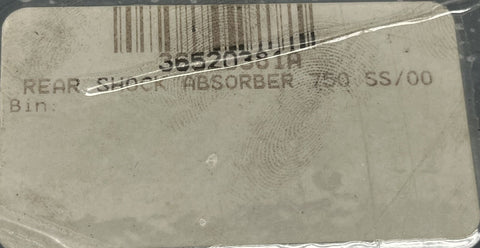 36520381A
REAR SHOCK ABSORBER 750 SS/00
Bin: